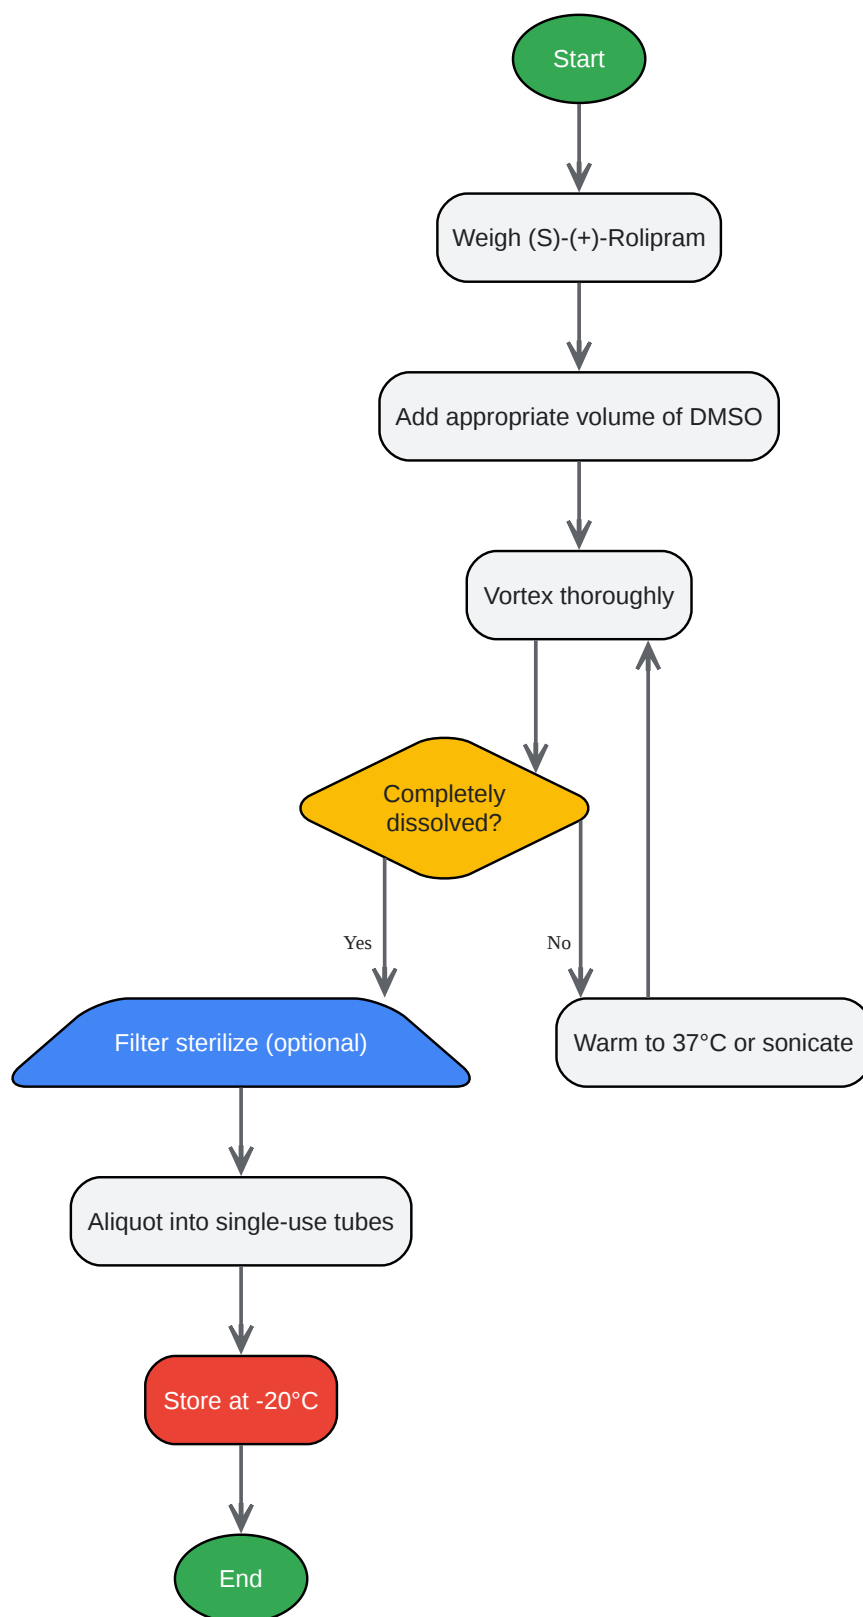 Start
Weigh (S)-(+)-Rolipram
Add appropriate volume of DMSO
Vortex thoroughly
Completely
dissolved?
Yes
No
Filter sterilize (optional)
Warm to 37°C or sonicate
Aliquot into single-use tubes
Store at -20°C
End